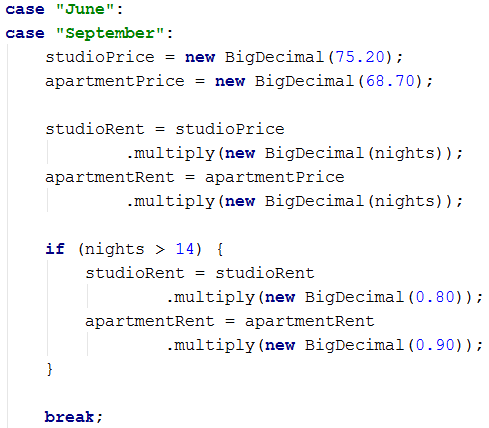 case "June":
case "September":
    studioPrice = new BigDecimal(75.20);
    apartmentPrice = new BigDecimal(68.70);

    studioRent = studioPrice
            .multiply(new BigDecimal(nights));
    apartmentRent = apartmentPrice
            .multiply(new BigDecimal(nights));

    if (nights > 14) {
        studioRent = studioRent
                .multiply(new BigDecimal(0.80));
        apartmentRent = apartmentRent
                .multiply(new BigDecimal(0.90));
    }

    break;